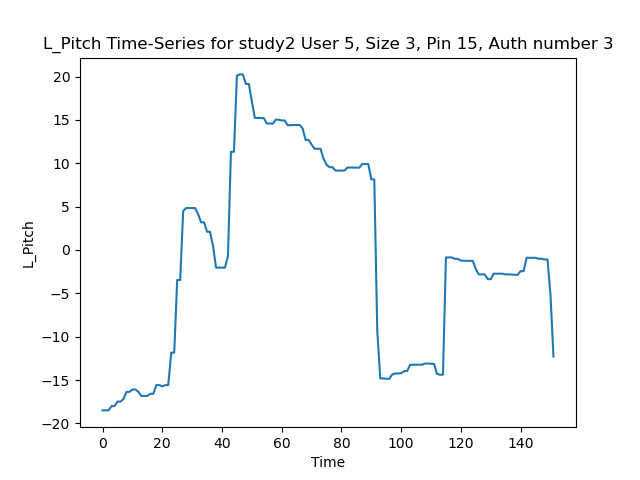 L_Pitch Time-Series for study2 User 5, Size 3, Pin 15, Auth number 3
20
15
10
5
0
−5
−10
−15
−20
L_Pitch
0 20 40 60 80 100 120 140
Time